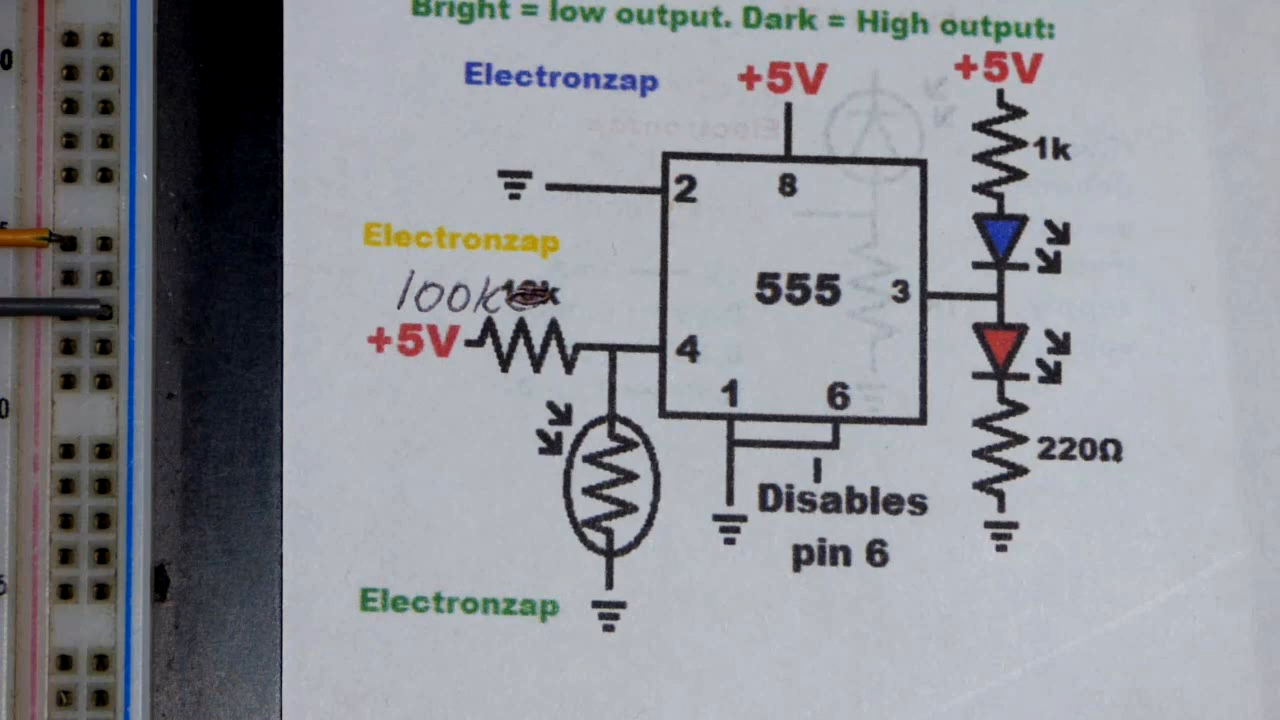 Bright = low output. Dark = High output:
Electronzap
+5V
+5V
1k
2
8
Electronzap
100k
555
3
+5V
4
1
6
220Ω
Disables
pin 6
Electronzap